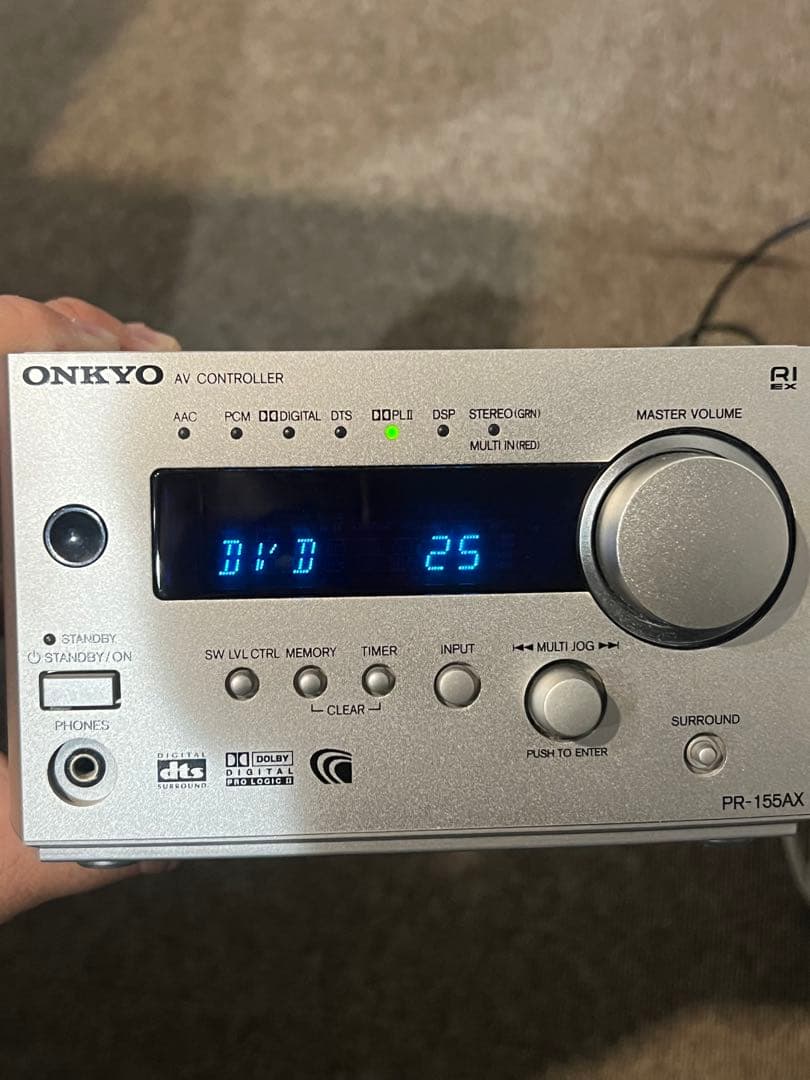 ONKYO AV CONTROLLER
RI
EX
AAC PCM DIGITAL DTS PL II DSP STEREO(GRN)
MULTI IN(RED)
MASTER VOLUME
DVD 25
STANDBY
STANDBY/ON
SW LVL CTRL MEMORY TIMER INPUT MULTI JOG
CLEAR
PUSH TO ENTER
PHONES
SURROUND
DIGITAL
dts
SURROUND
DOLBY
DIGITAL
PRO LOGIC II
PR-155AX